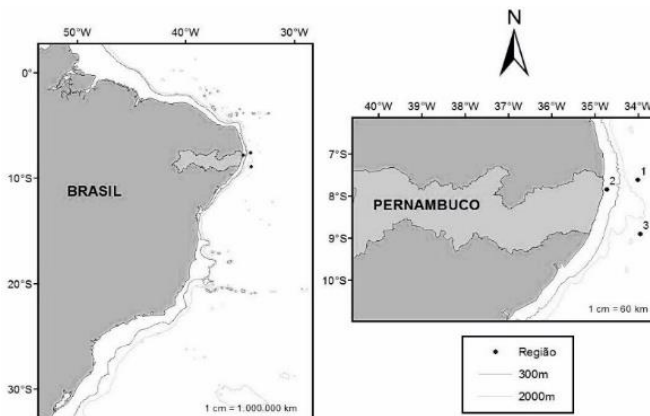 50°W 40°W 30°W
0°
10°S
20°S
30°S
BRASIL
1 cm = 1.000.000 km
N
40°W 39°W 38°W 37°W 36°W 35°W 34°W
7°S
8°S
9°S
10°S
PERNAMBUCO
1
2
3
1 cm = 60 km
Região
300m
2000m